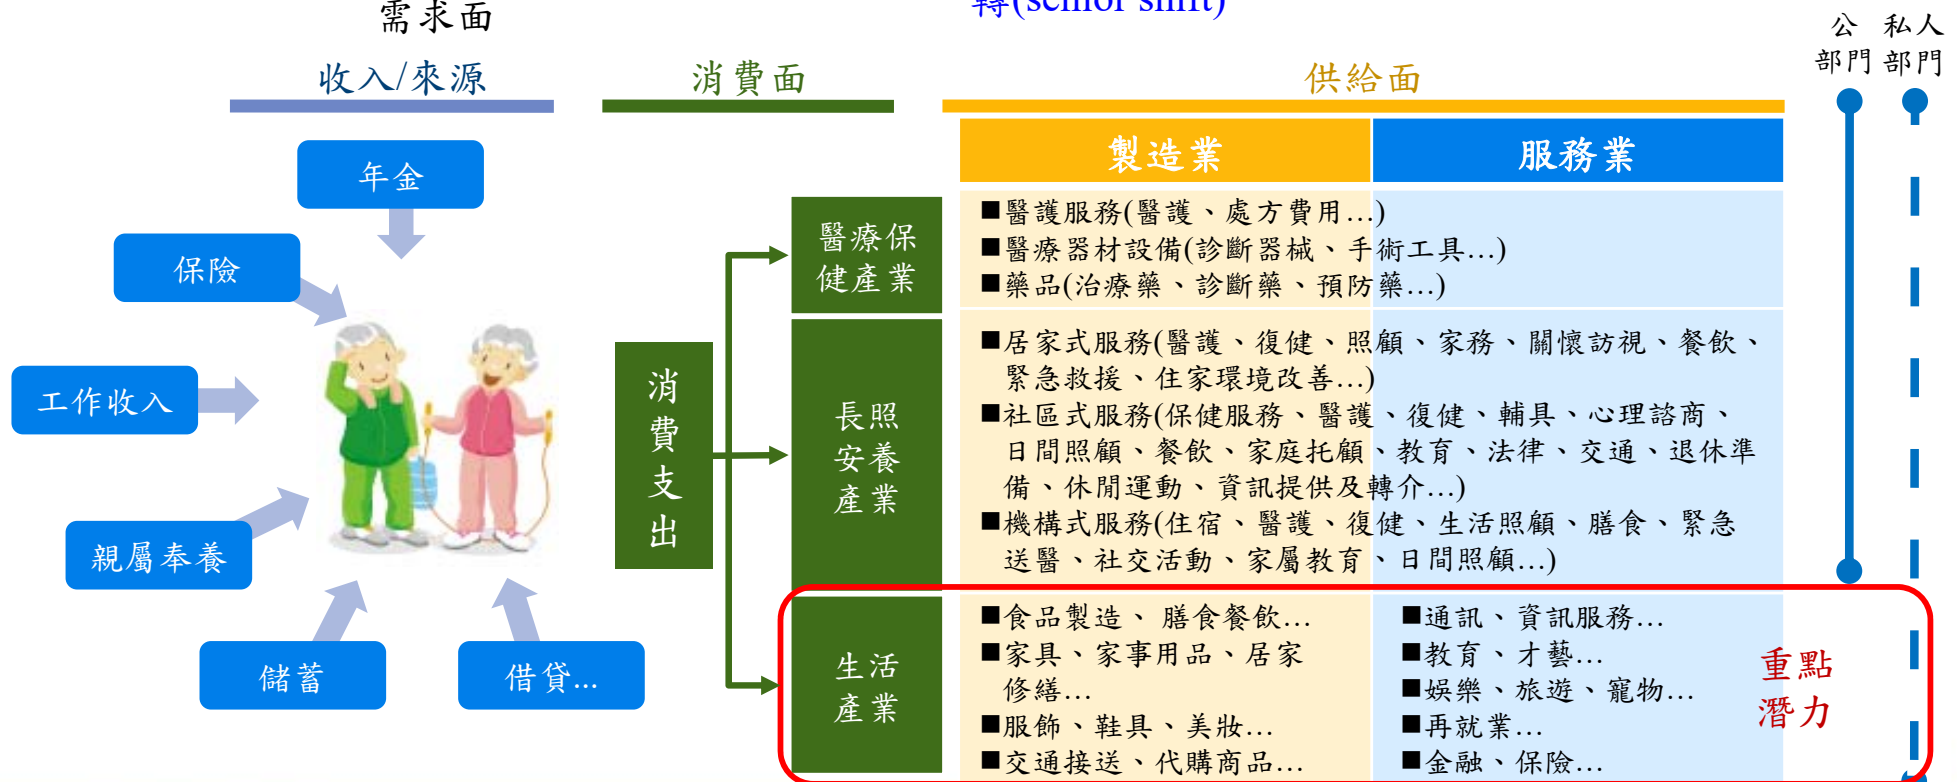 轉(senior shift)
需求面
公 私人
部門 部門
收入/來源
消費面
供給面
製造業
服務業
年金
保險
工作收入
親屬奉養
儲蓄
借貸...
消
費
支
出
醫療保
健產業
■醫護服務(醫護、處方費用…)
■醫療器材設備(診斷器械、手術工具…)
■藥品(治療藥、診斷藥、預防藥…)
長照
安養
產業
■居家式服務(醫護、復健、照顧、家務、關懷訪視、餐飲、
緊急救援、住家環境改善…)
■社區式服務(保健服務、醫護、復健、輔具、心理諮商、
日間照顧、餐飲、家庭托顧、教育、法律、交通、退休準
備、休閒運動、資訊提供及轉介…)
■機構式服務(住宿、醫護、復健、生活照顧、膳食、緊急
送醫、社交活動、家屬教育、日間照顧…)
生活
產業
■食品製造、 膳食餐飲…
■家具、家事用品、居家
修繕…
■服飾、鞋具、美妝…
■交通接送、代購商品…
■通訊、資訊服務…
■教育、才藝…
■娛樂、旅遊、寵物…
■再就業…
■金融、保險…
重點
潛力